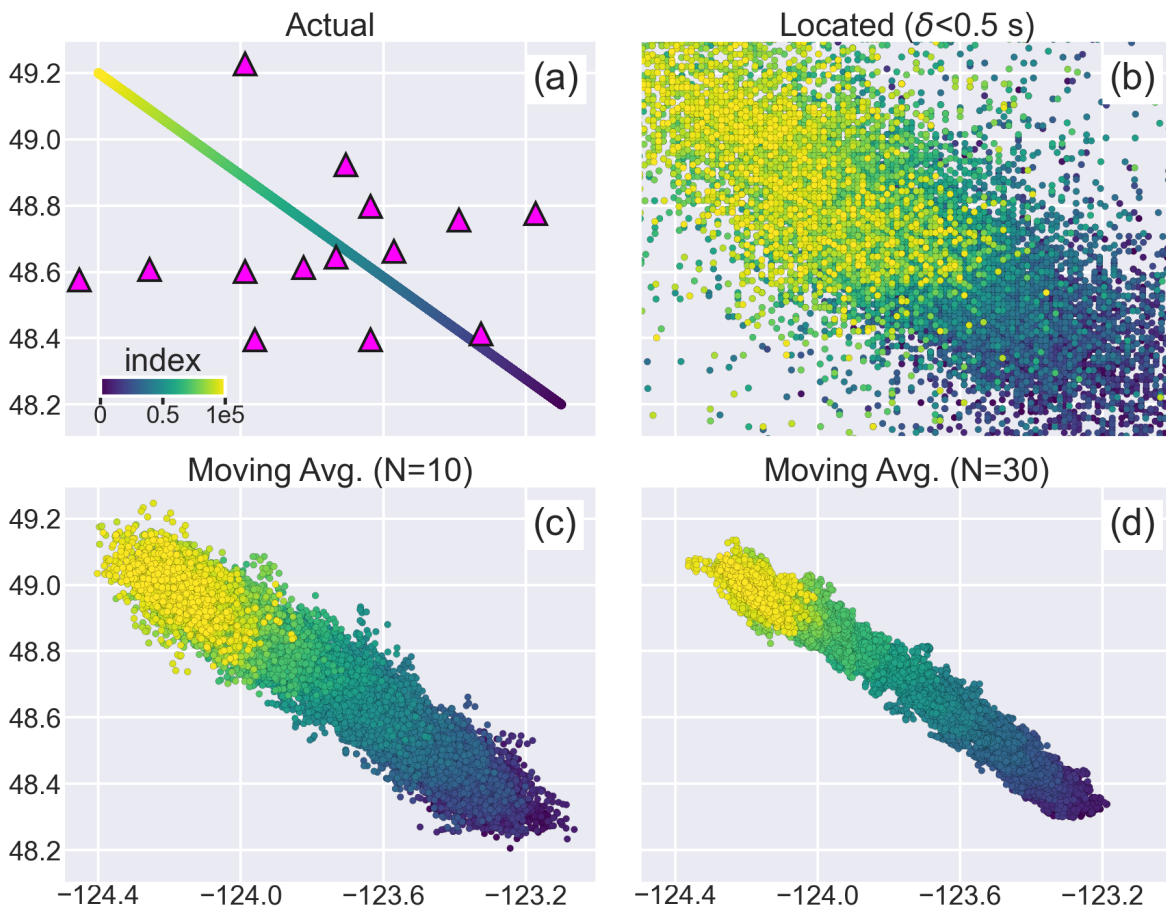 Actual
(a)
49.2
49.0
48.8
48.6
48.4
48.2
index
0 0.5 1e5
Located (δ<0.5 s)
(b)
Moving Avg. (N=10)
(c)
49.2
49.0
48.8
48.6
48.4
48.2
−124.4 −124.0 −123.6 −123.2
Moving Avg. (N=30)
(d)
−124.4 −124.0 −123.6 −123.2